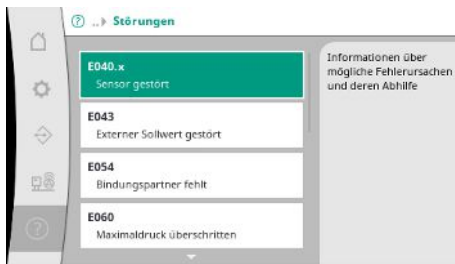 ..▸ Störungen
E040.x
Sensor gestört
E043
Externer Sollwert gestört
E054
Bindungspartner fehlt
E060
Maximaldruck überschritten
Informationen über
mögliche Fehlerursachen
und deren Abhilfe